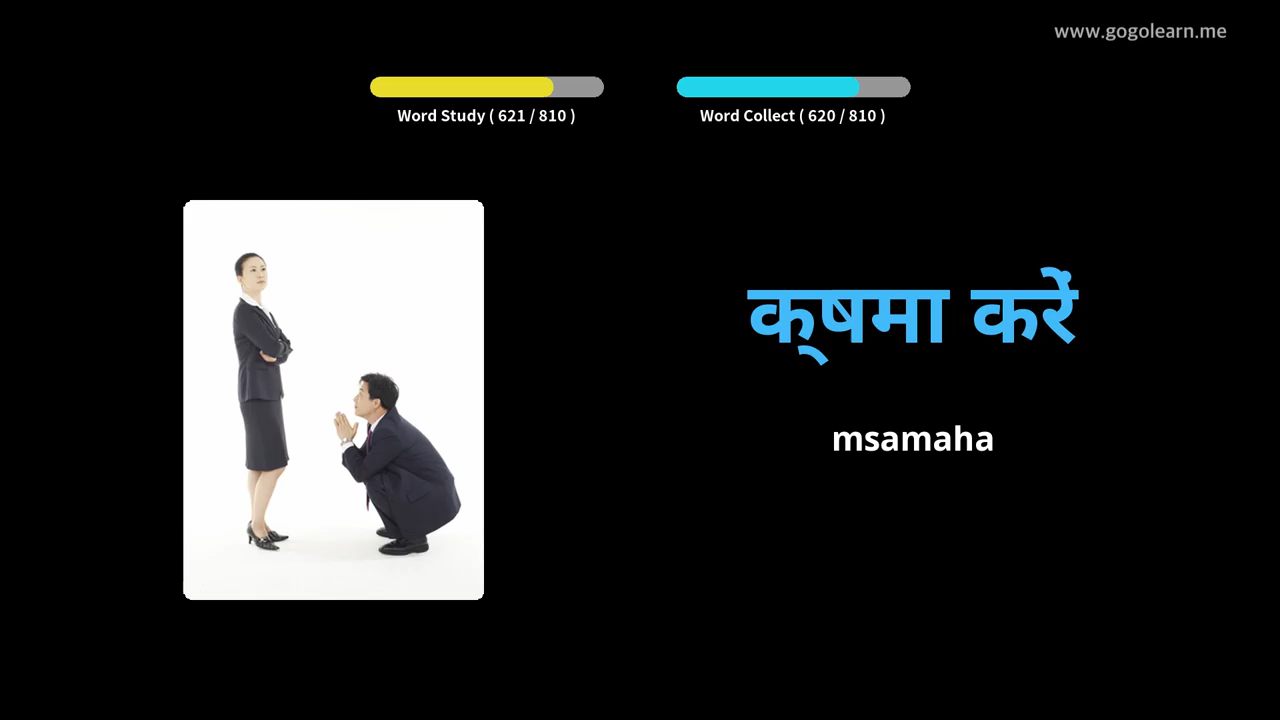 www.gogolearn.me
Word Study ( 621 / 810 )
Word Collect ( 620 / 810 )
क्षमा करें
msamaha